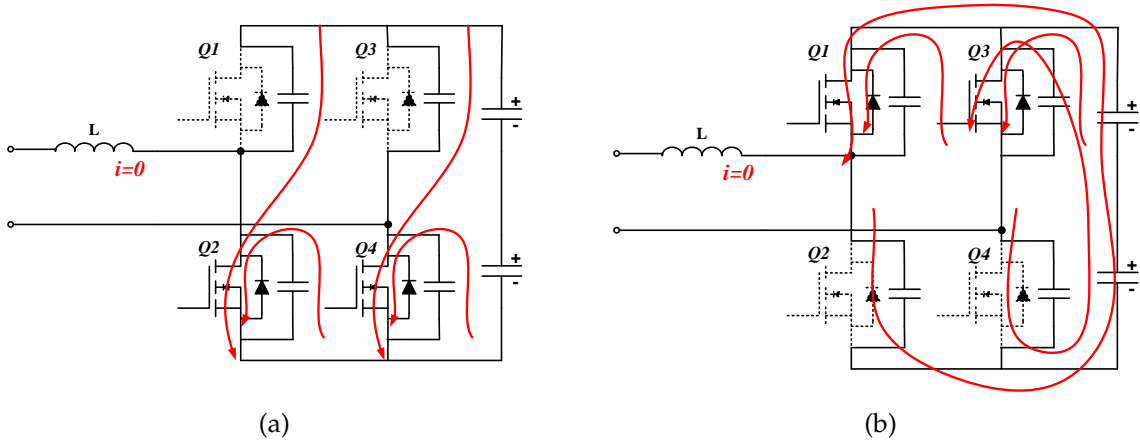 Q1
Q3
+
-
L
i=0
Q2
Q4
+
-
(a)
Q1
Q3
+
-
L
i=0
Q2
Q4
+
-
(b)